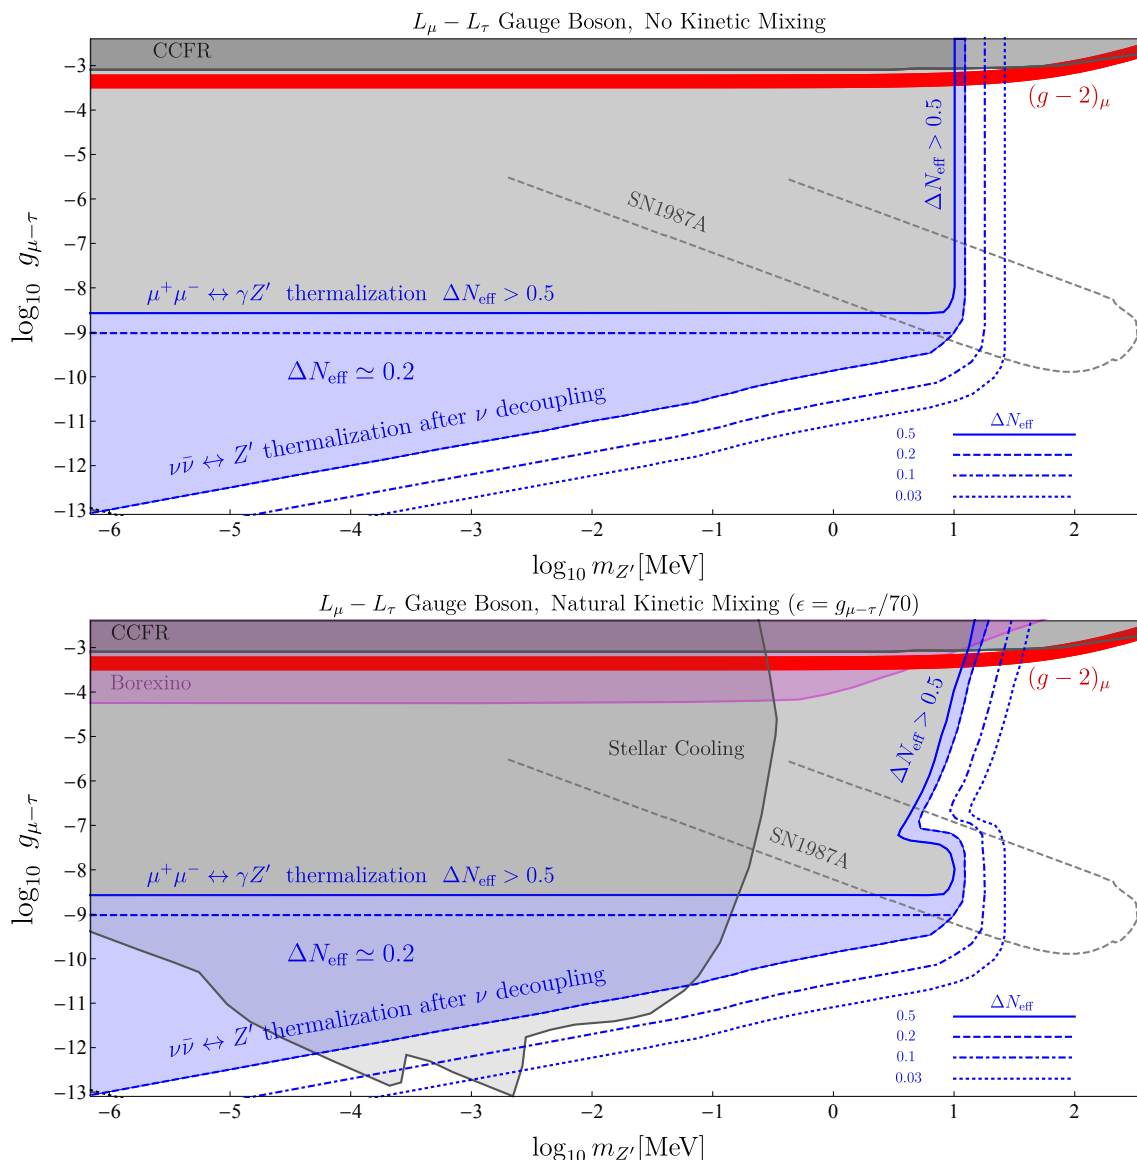 L_μ − L_τ Gauge Boson, No Kinetic Mixing
CCFR
(g − 2)_μ
ΔN_eff > 0.5
SN1987A
μ⁺μ⁻ ↔ γZ′ thermalization ΔN_eff > 0.5
ΔN_eff ≃ 0.2
νν̄ ↔ Z′ thermalization after ν decoupling
ΔN_eff
0.5
0.2
0.1
0.03
−3
−4
−5
−6
−7
−8
−9
−10
−11
−12
−13
log₁₀ g_μ−τ
−6 −5 −4 −3 −2 −1 0 1 2
log₁₀ m_Z′[MeV]
L_μ − L_τ Gauge Boson, Natural Kinetic Mixing (ϵ = g_μ−τ/70)
CCFR
Borexino
(g − 2)_μ
Stellar Cooling
ΔN_eff > 0.5
SN1987A
μ⁺μ⁻ ↔ γZ′ thermalization ΔN_eff > 0.5
ΔN_eff ≃ 0.2
νν̄ ↔ Z′ thermalization after ν decoupling
ΔN_eff
0.5
0.2
0.1
0.03
−3
−4
−5
−6
−7
−8
−9
−10
−11
−12
−13
log₁₀ g_μ−τ
−6 −5 −4 −3 −2 −1 0 1 2
log₁₀ m_Z′[MeV]